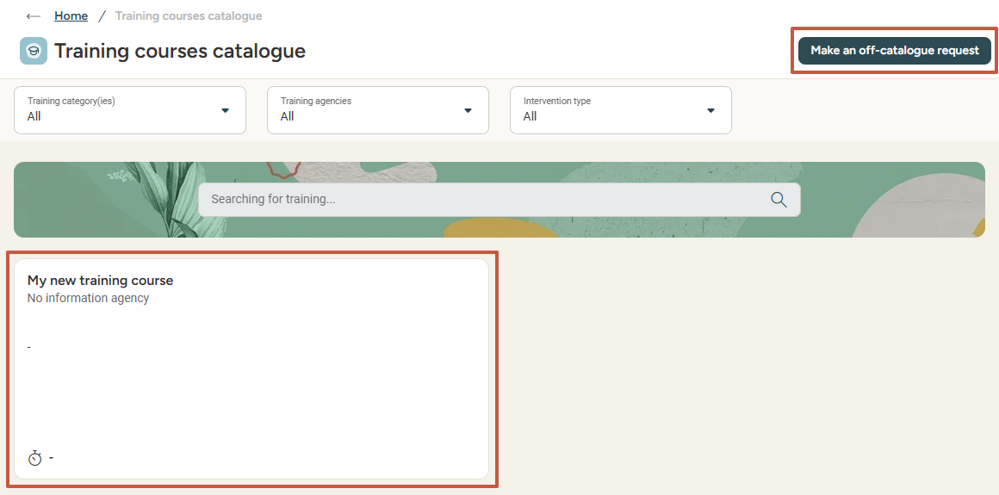 Home / Training courses catalogue
Training courses catalogue
Make an off-catalogue request
Training category(ies)
All
Training agencies
All
Intervention type
All
Searching for training...
My new training course
No information agency
-
-